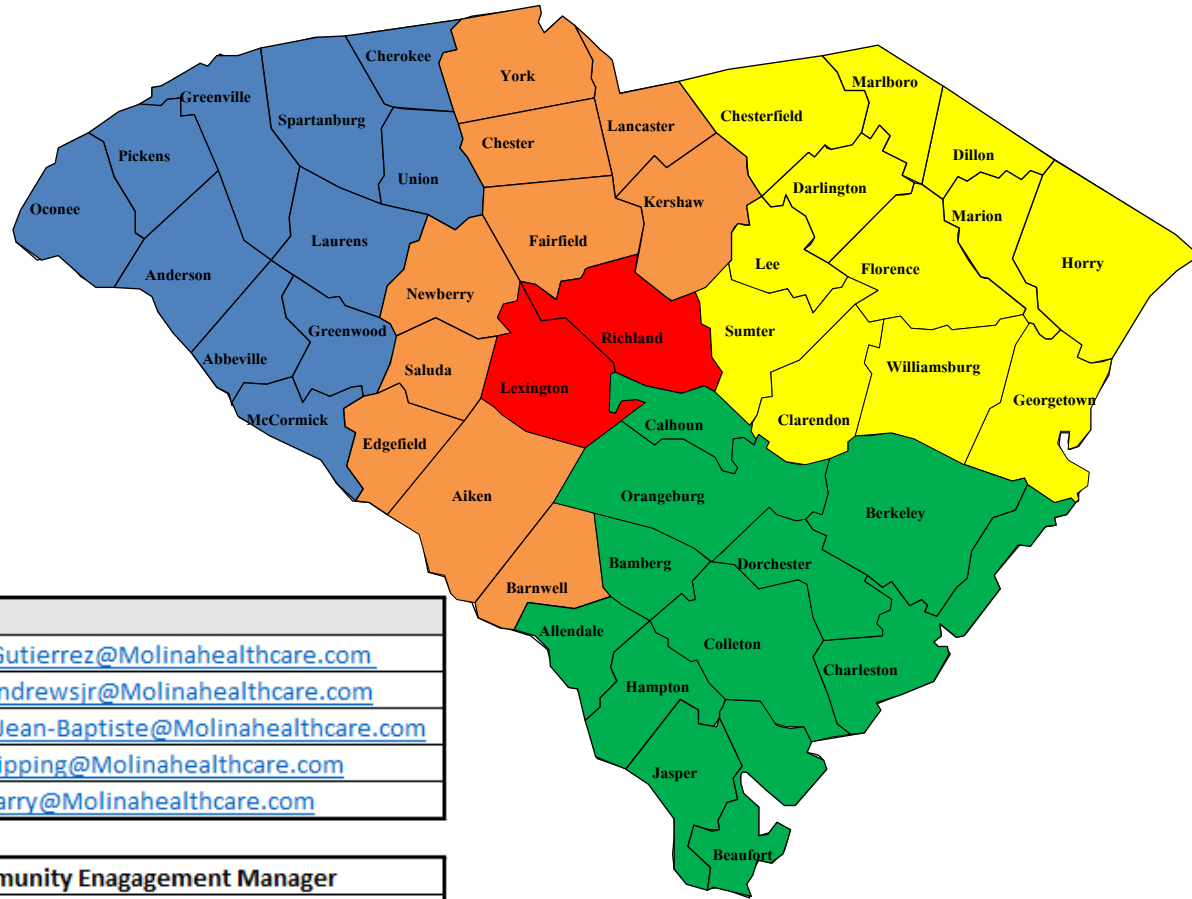 Cherokee
York
Marlboro
Greenville
Spartanburg
Chesterfield
Lancaster
Chester
Pickens
Dillon
Union
Darlington
Oconee
Kershaw
Marion
Laurens
Fairfield
Lee
Florence
Horry
Anderson
Newberry
Greenwood
Sumter
Richland
Abbeville
Saluda
Williamsburg
Lexington
Georgetown
McCormick
Clarendon
Calhoun
Edgefield
Aiken
Orangeburg
Berkeley
Bamberg
Dorchester
Barnwell
Allendale
Colleton
Charleston
Hampton
Jasper
Beaufort
Gutierrez@Molinahealthcare.com
ndrewsjr@Molinahealthcare.com
Jean-Baptiste@Molinahealthcare.com
ipping@Molinahealthcare.com
arry@Molinahealthcare.com
munity Enagagement Manager